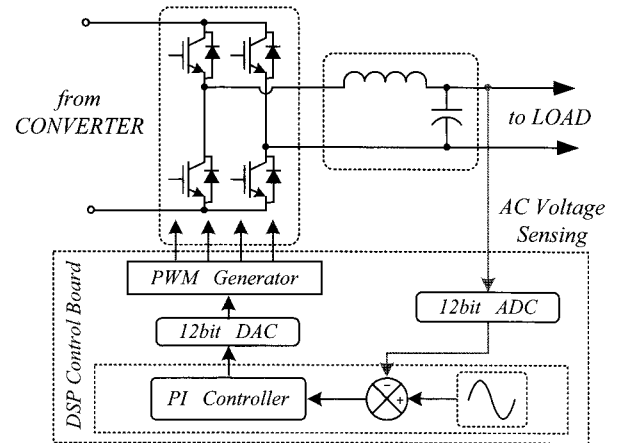 from
CONVERTER
to LOAD
AC Voltage
Sensing
PWM Generator
12bit ADC
12bit DAC
DSP Control Board
PI Controller
−
+